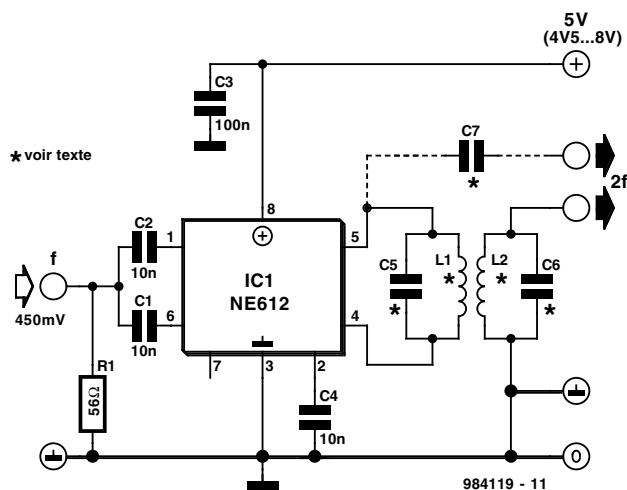 5V
(4V5...8V)
+
C3
100n
C7
*
* voir texte
2f
8
C2
10n
1
f
450mV
C1
10n
6
IC1
NE612
5
4
C5
*
L1
*
L2
*
C6
*
R1
56Ω
7
3
2
C4
10n
0
984119 - 11